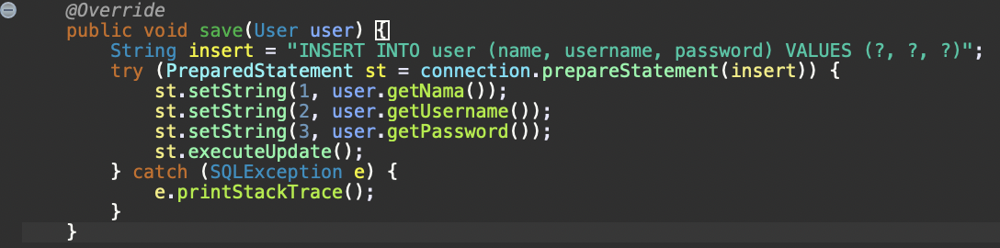 @Override
public void save(User user) {
String insert = "INSERT INTO user (name, username, password) VALUES (?, ?, ?)";
try (PreparedStatement st = connection.prepareStatement(insert)) {
st.setString(1, user.getNama());
st.setString(2, user.getUsername());
st.setString(3, user.getPassword());
st.executeUpdate();
} catch (SQLException e) {
e.printStackTrace();
}
}